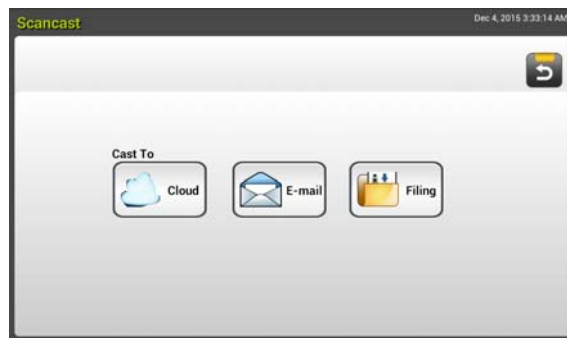 Scancast
Dec 4, 2015 3:33:14 AM
Cast To
Cloud
E-mail
Filing